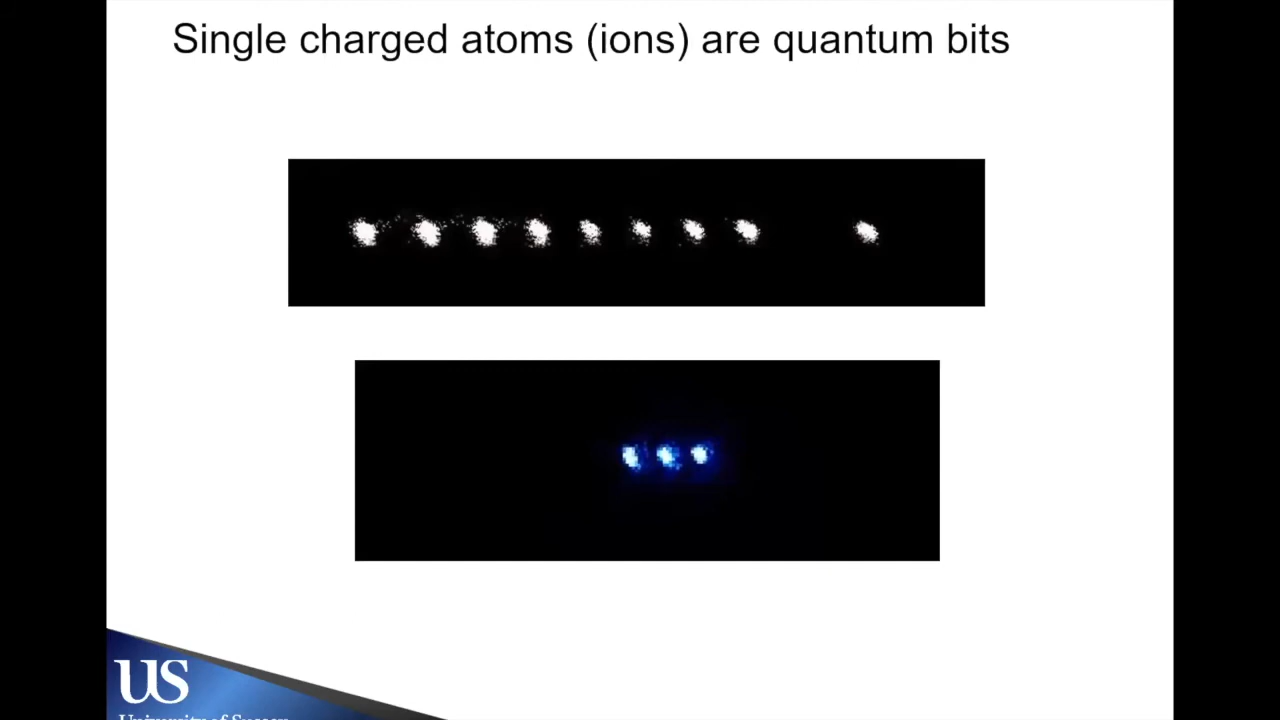 Single charged atoms (ions) are quantum bits
US
University of Sussex